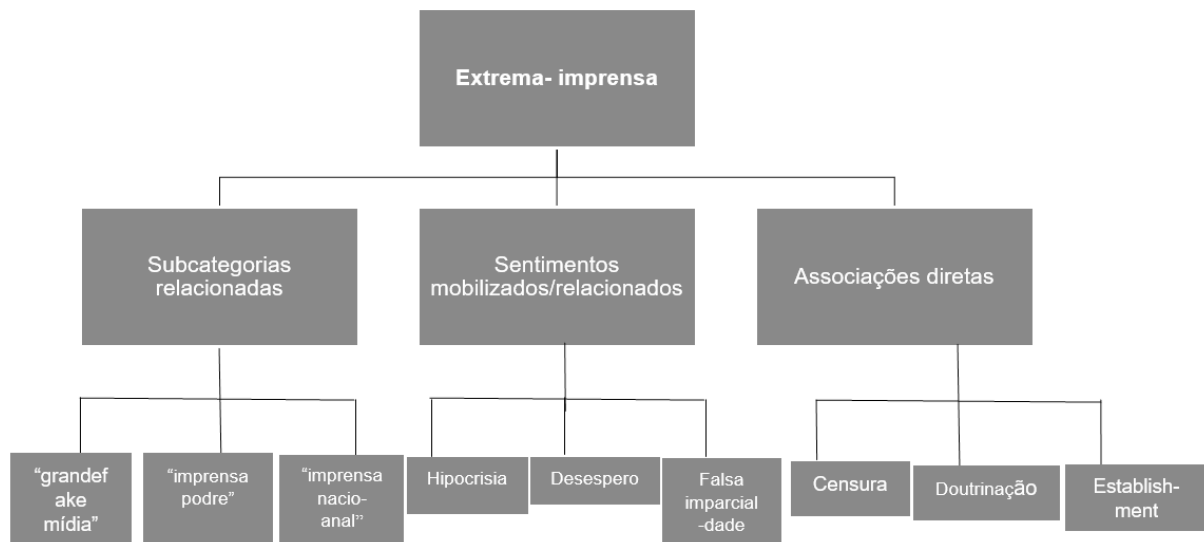 Extrema- imprensa
Subcategorias
relacionadas
Sentimentos
mobilizados/relacionados
Associações diretas
“grandef
ake
mídia”
“imprensa
podre”
“imprensa
nacio-
anal”
Hipocrisia
Desespero
Falsa
imparcial
-dade
Censura
Doutrinação
Establish-
ment